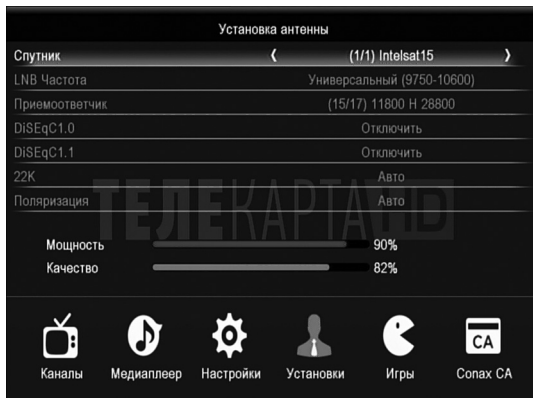 Установка антенны
Спутник ( (1/1) Intelsat15 )
LNB Частота Универсальный (9750-10600)
Приемоответчик (15/17) 11800 H 28800
DiSEqC1.0 Отключить
DiSEqC1.1 Отключить
22K Авто
Поляризация Авто
ТЕЛЕКАРТА HD
Мощность 90%
Качество 82%
Каналы Медиаплеер Настройки Установки Игры CA Conax CA